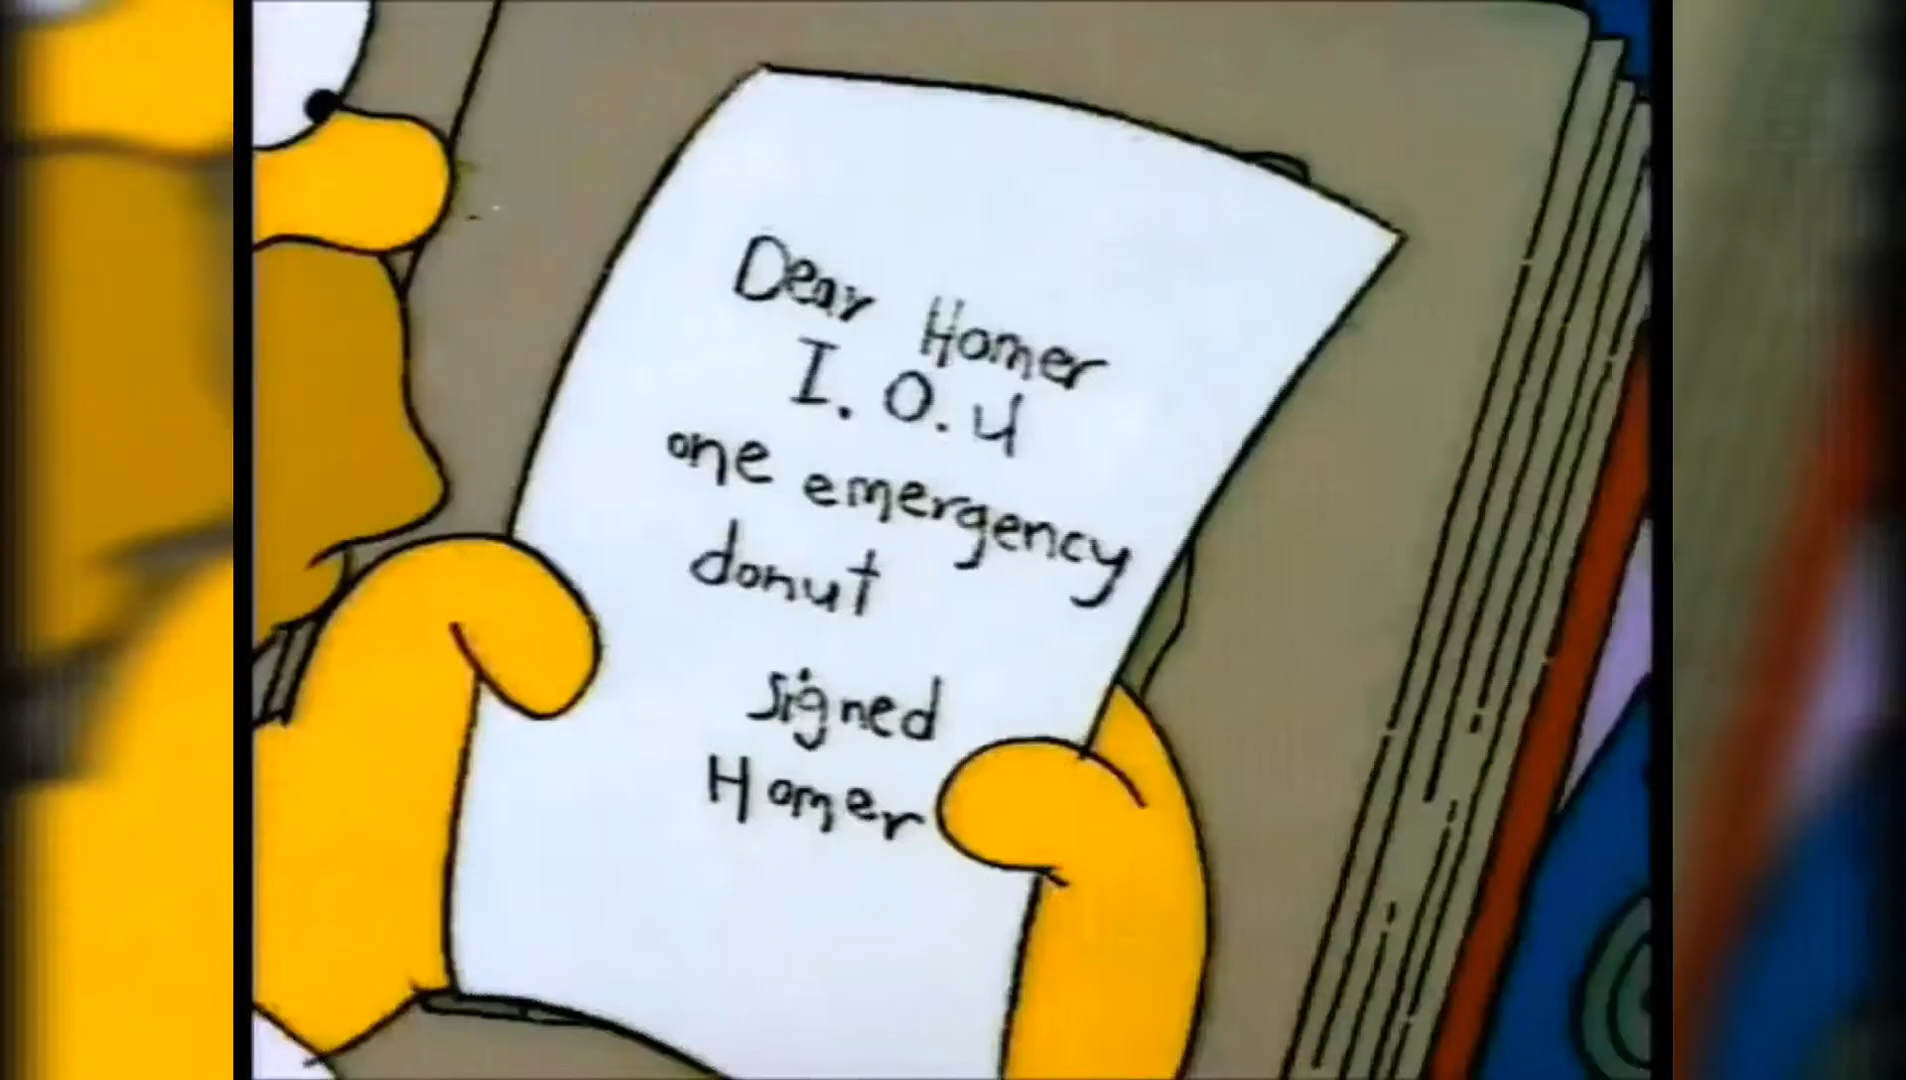 Dear Homer
I. O. U
one emergency
donut
signed
Homer